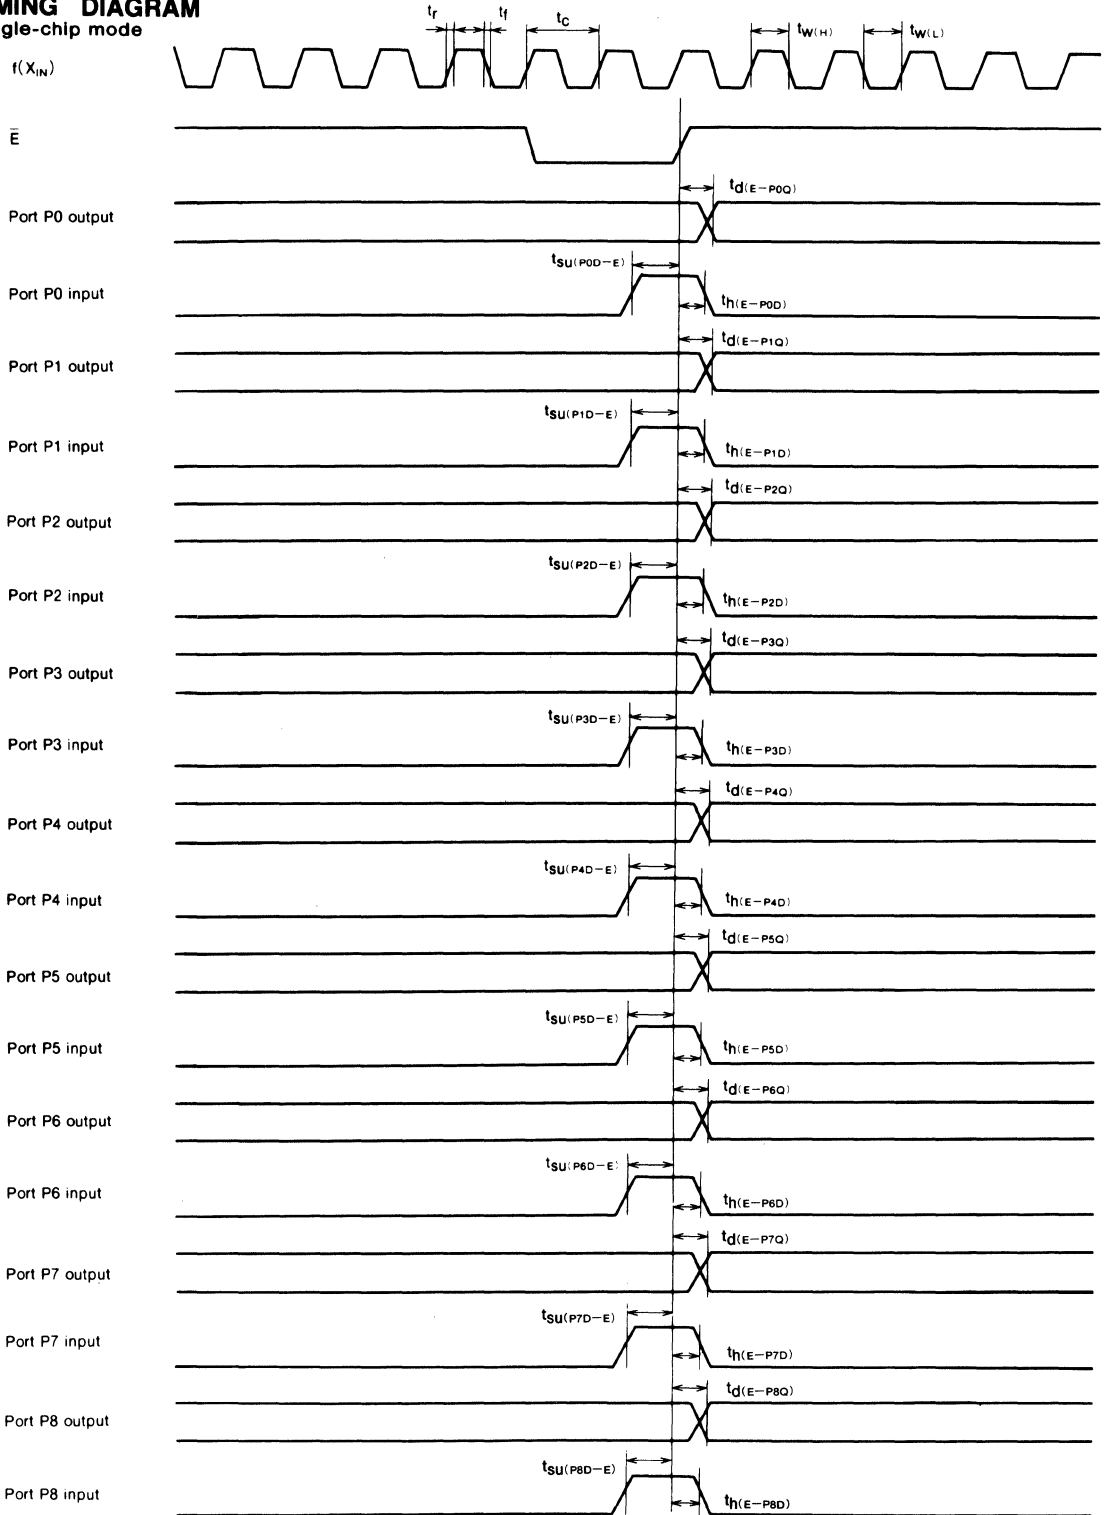 MING DIAGRAM
gle-chip mode
tr tf tc tW(H) tW(L)
f(XIN)
E̅
td(E−P0Q)
Port P0 output
tsu(P0D−E)
Port P0 input
th(E−P0D)
td(E−P1Q)
Port P1 output
tsu(P1D−E)
Port P1 input
th(E−P1D)
td(E−P2Q)
Port P2 output
tsu(P2D−E)
Port P2 input
th(E−P2D)
td(E−P3Q)
Port P3 output
tsu(P3D−E)
Port P3 input
th(E−P3D)
td(E−P4Q)
Port P4 output
tsu(P4D−E)
Port P4 input
th(E−P4D)
td(E−P5Q)
Port P5 output
tsu(P5D−E)
Port P5 input
th(E−P5D)
td(E−P6Q)
Port P6 output
tsu(P6D−E)
Port P6 input
th(E−P6D)
td(E−P7Q)
Port P7 output
tsu(P7D−E)
Port P7 input
th(E−P7D)
td(E−P8Q)
Port P8 output
tsu(P8D−E)
Port P8 input
th(E−P8D)